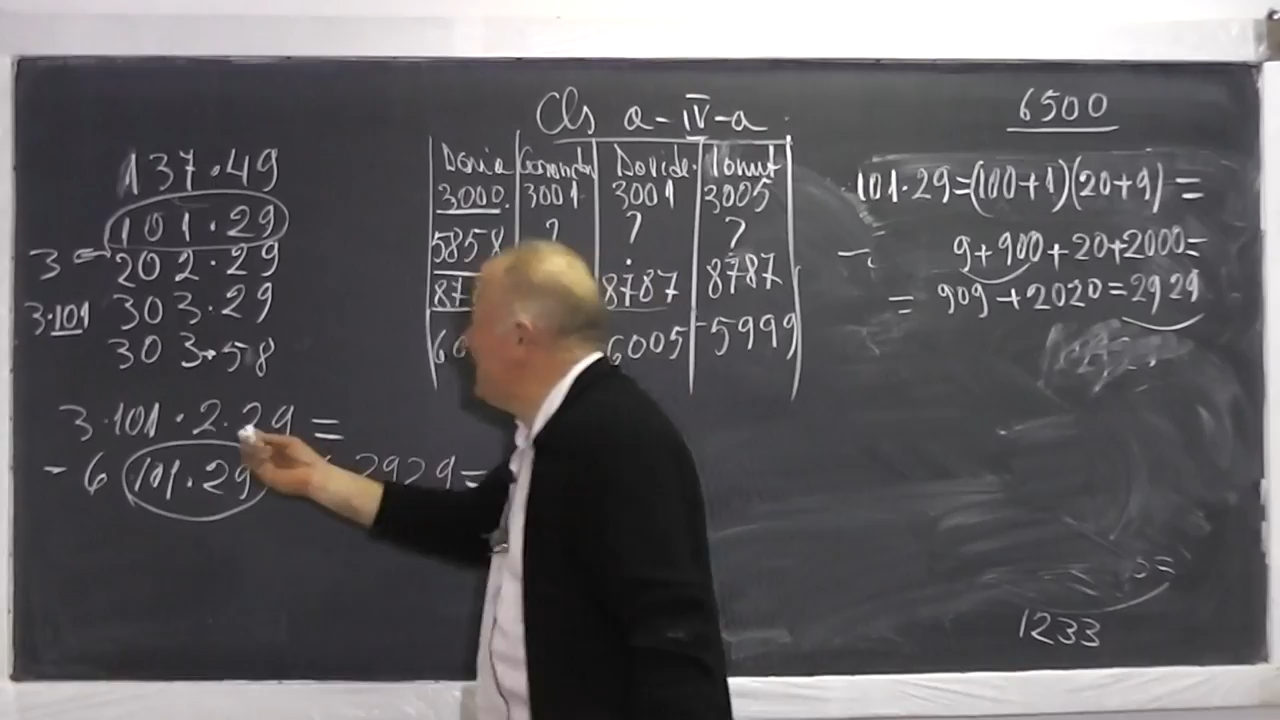 137.49
101.29
3
202.29
3.101 303.29
303.58
3.101.2.29=
6 101.29 2929=
Cls a-IV-a
Davide Ionut
3000 3001 3001 3005
5858 ? ? ?
8787 8787
6005 5999
6500
101.29=(100+1)(20+9)=
9+900+20+2000=
= 909+2020=2929
1233